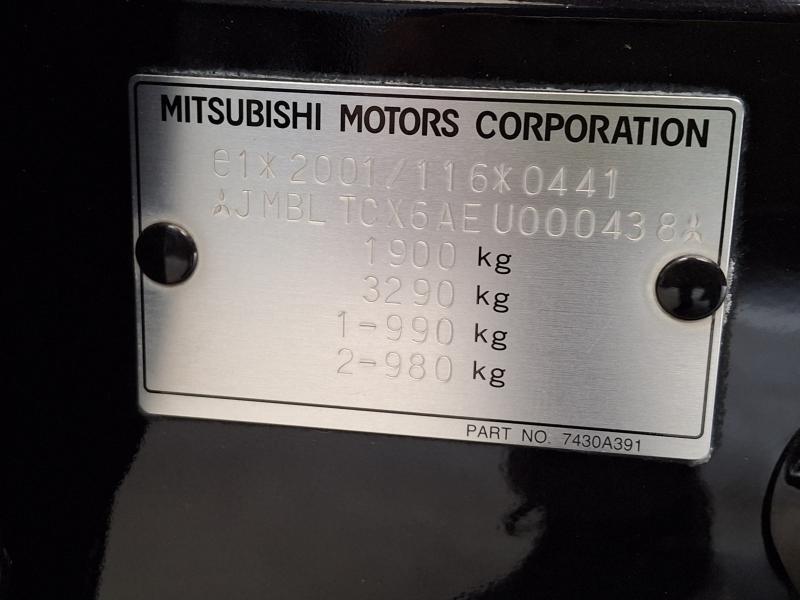 MITSUBISHI MOTORS CORPORATION
e1*2001/116*0441
JMBLTCX6AEU000438
1900 kg
3290 kg
1-990 kg
2-980 kg
PART NO. 7430A391